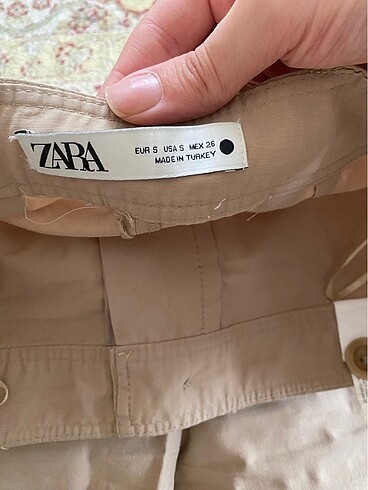 ZARA
EUR S USA S MEX 26
MADE IN TURKEY